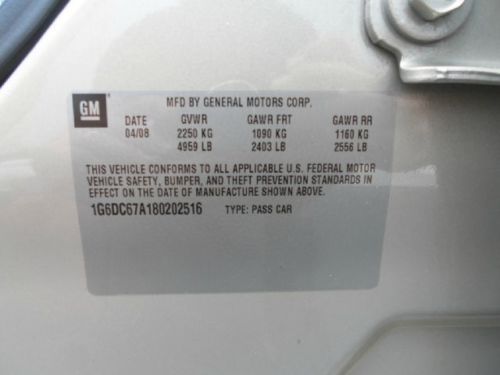 GM
MFD BY GENERAL MOTORS CORP.
DATE GVWR GAWR FRT GAWR RR
04/08 2250 KG 1090 KG 1160 KG
4959 LB 2403 LB 2556 LB
THIS VEHICLE CONFORMS TO ALL APPLICABLE U.S. FEDERAL MOTOR
VEHICLE SAFETY, BUMPER, AND THEFT PREVENTION STANDARDS IN
EFFECT ON THE DATE OF MANUFACTURE SHOWN ABOVE.
1G6DC67A180202516 TYPE: PASS CAR